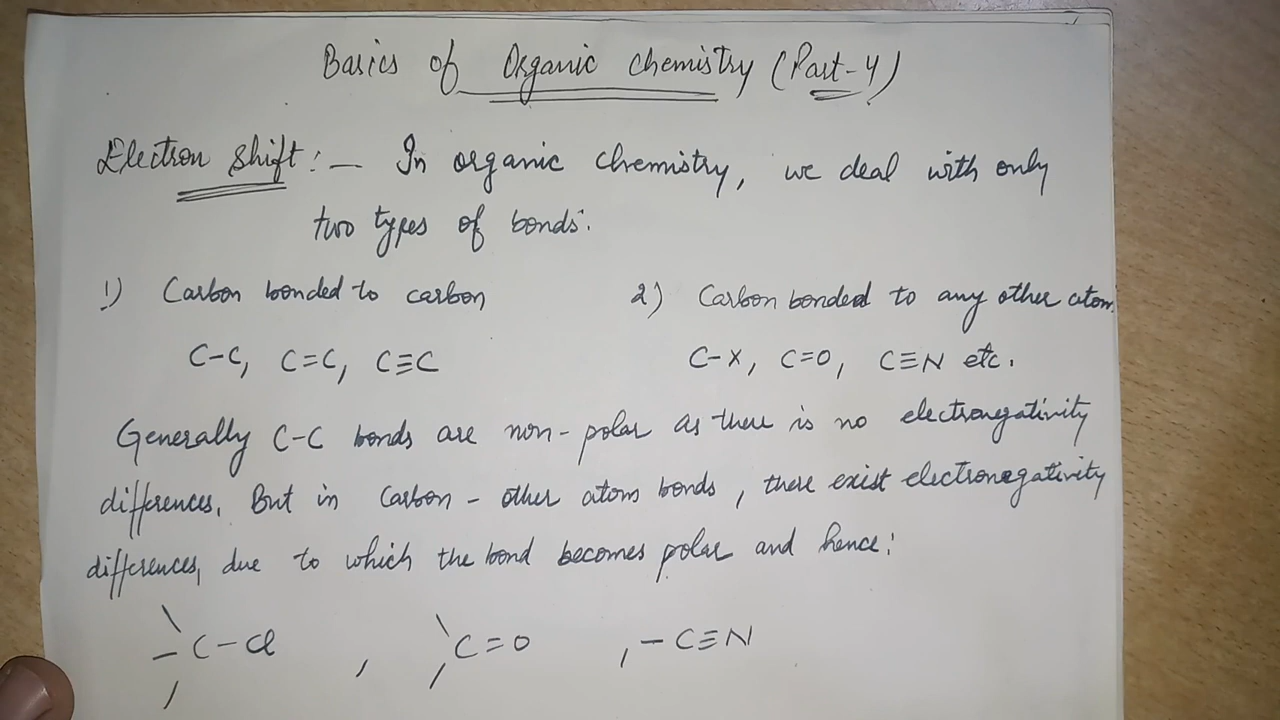 Basics of Organic Chemistry (Part-4)
Electron Shift :- In organic chemistry, we deal with only
two types of bonds:
1) Carbon bonded to carbon
2) Carbon bonded to any other atom.
C-C, C=C, C≡C
C-X, C=O, C≡N etc.
Generally C-C bonds are non-polar as there is no electronegativity
differences. But in Carbon - other atom bonds, there exist electronegativity
differences, due to which the bond becomes polar and hence:
-C-Cl , C=O , -C≡N